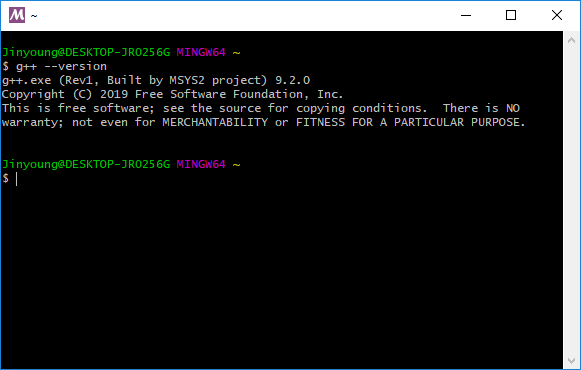 ~
Jinyoung@DESKTOP-JRO256G MINGW64 ~
$ g++ --version
g++.exe (Rev1, Built by MSYS2 project) 9.2.0
Copyright (C) 2019 Free Software Foundation, Inc.
This is free software; see the source for copying conditions.  There is NO
warranty; not even for MERCHANTABILITY or FITNESS FOR A PARTICULAR PURPOSE.
Jinyoung@DESKTOP-JRO256G MINGW64 ~
$